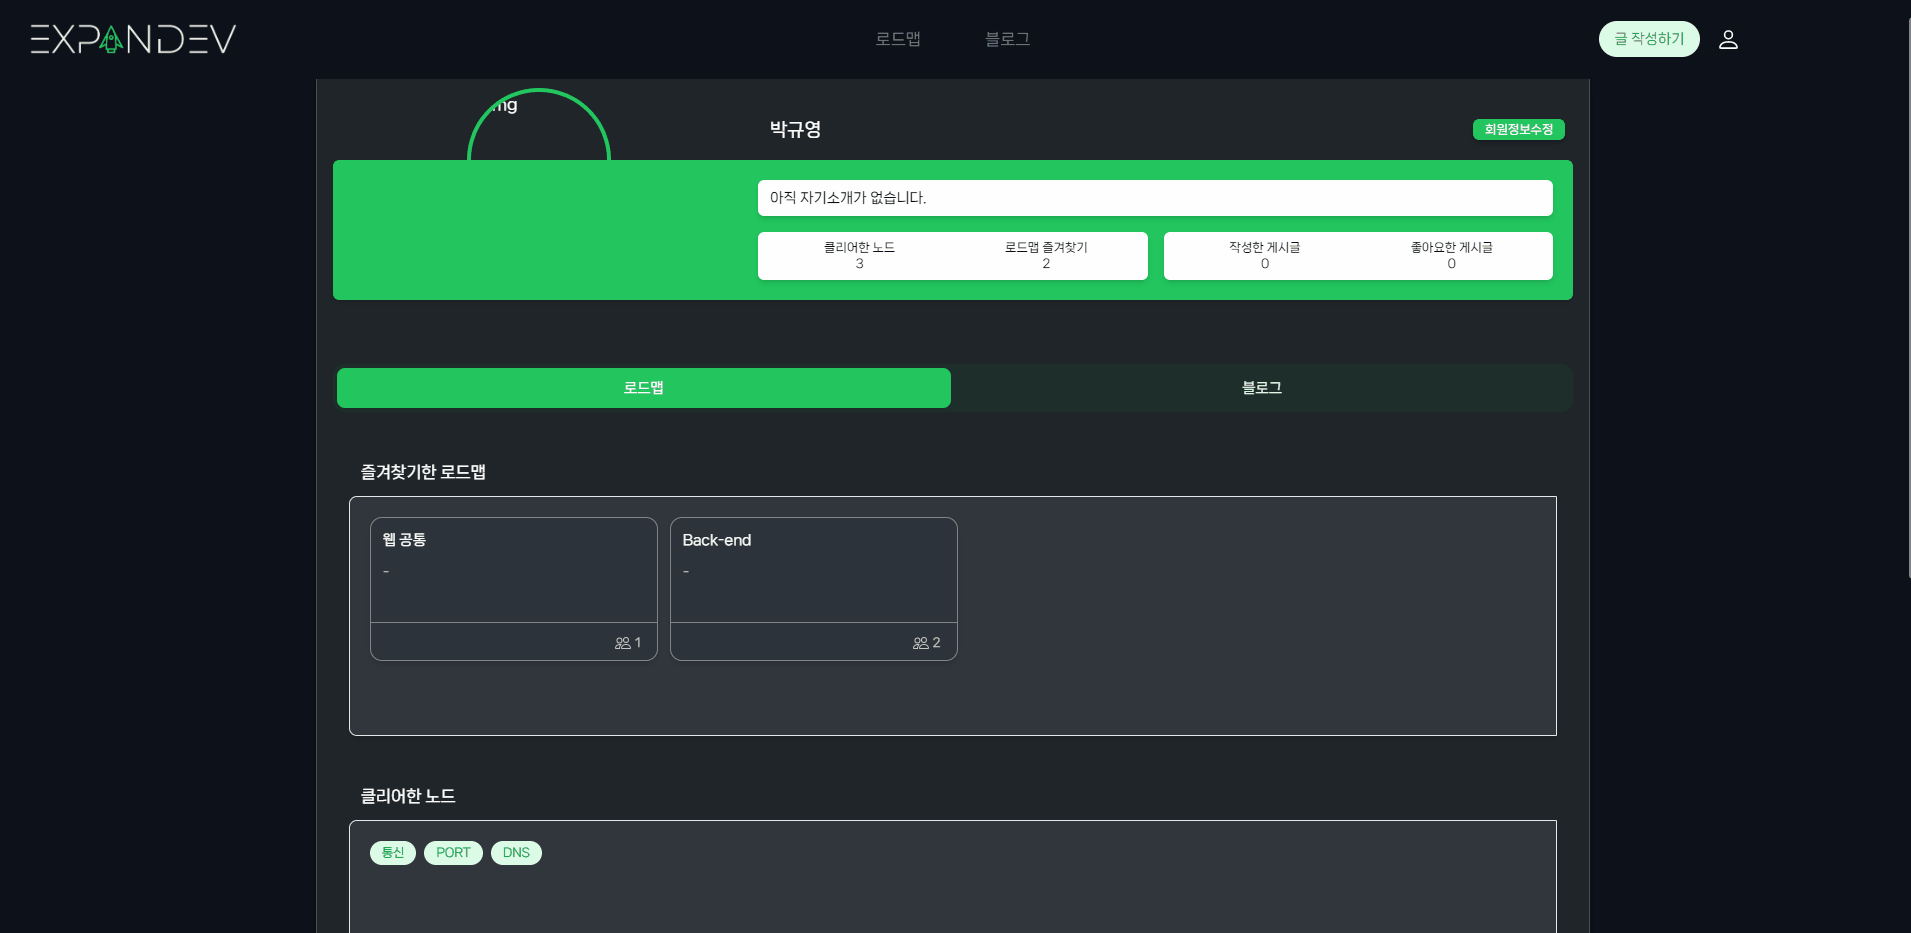 EXPANDEV
로드맵
블로그
글 작성하기
mg
박규영
회원정보수정
아직 자기소개가 없습니다.
클리어한 노드
3
로드맵 즐겨찾기
2
작성한 게시글
0
좋아요한 게시글
0
로드맵
블로그
즐겨찾기한 로드맵
웹 공통
-
1
Back-end
-
2
클리어한 노드
통신
PORT
DNS